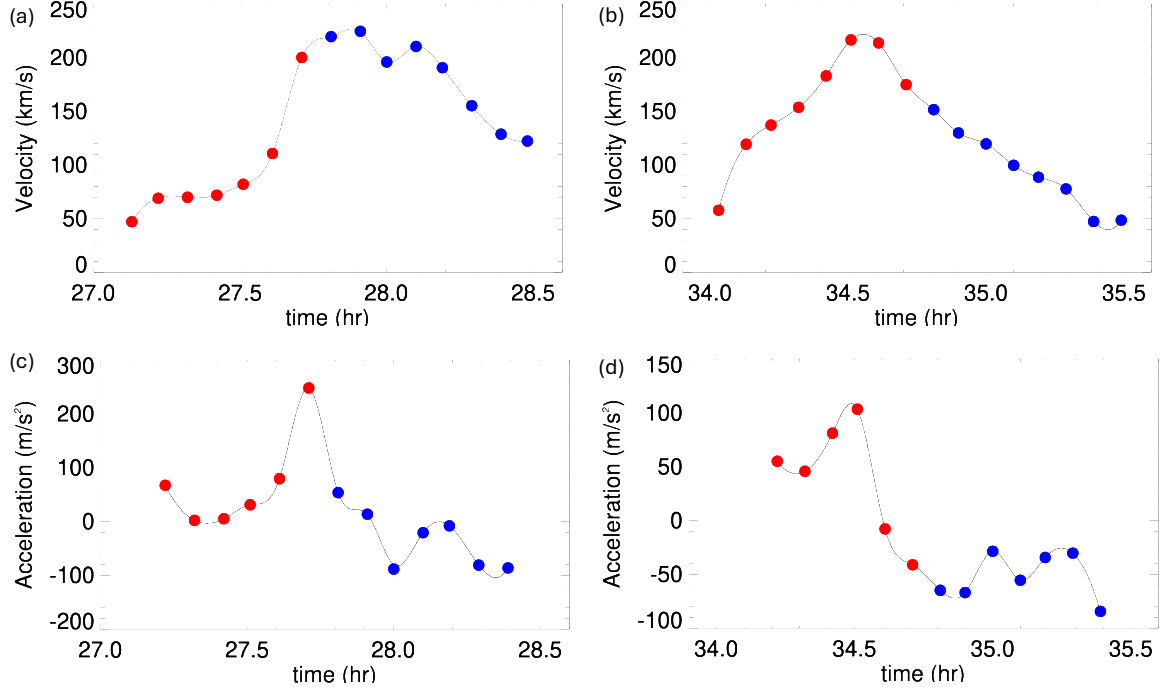 (a)
250
200
150
100
50
0
Velocity (km/s)
27.0 27.5 28.0 28.5
time (hr)
(b)
250
200
150
100
50
0
Velocity (km/s)
34.0 34.5 35.0 35.5
time (hr)
(c)
300
200
100
0
-100
-200
Acceleration (m/s²)
27.0 27.5 28.0 28.5
time (hr)
(d)
150
100
50
0
-50
-100
Acceleration (m/s²)
34.0 34.5 35.0 35.5
time (hr)